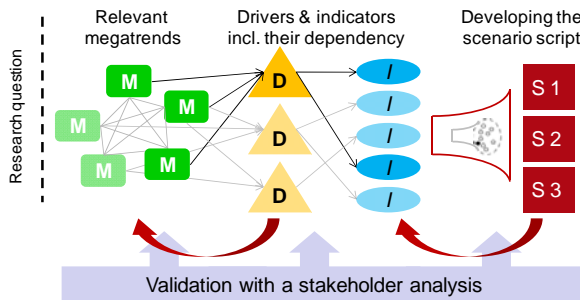 Research question
Relevant
megatrends
Drivers & indicators
incl. their dependency
Developing the
scenario script
M
M
M
M
M
D
D
D
I
I
I
I
I
S 1
S 2
S 3
Validation with a stakeholder analysis